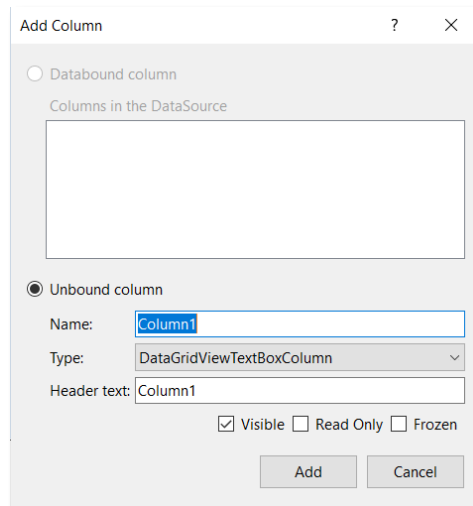 Add Column ?
Databound column
Columns in the DataSource
Unbound column
Name: Column1
Type: DataGridViewTextBoxColumn
Header text: Column1
Visible Read Only Frozen
Add Cancel